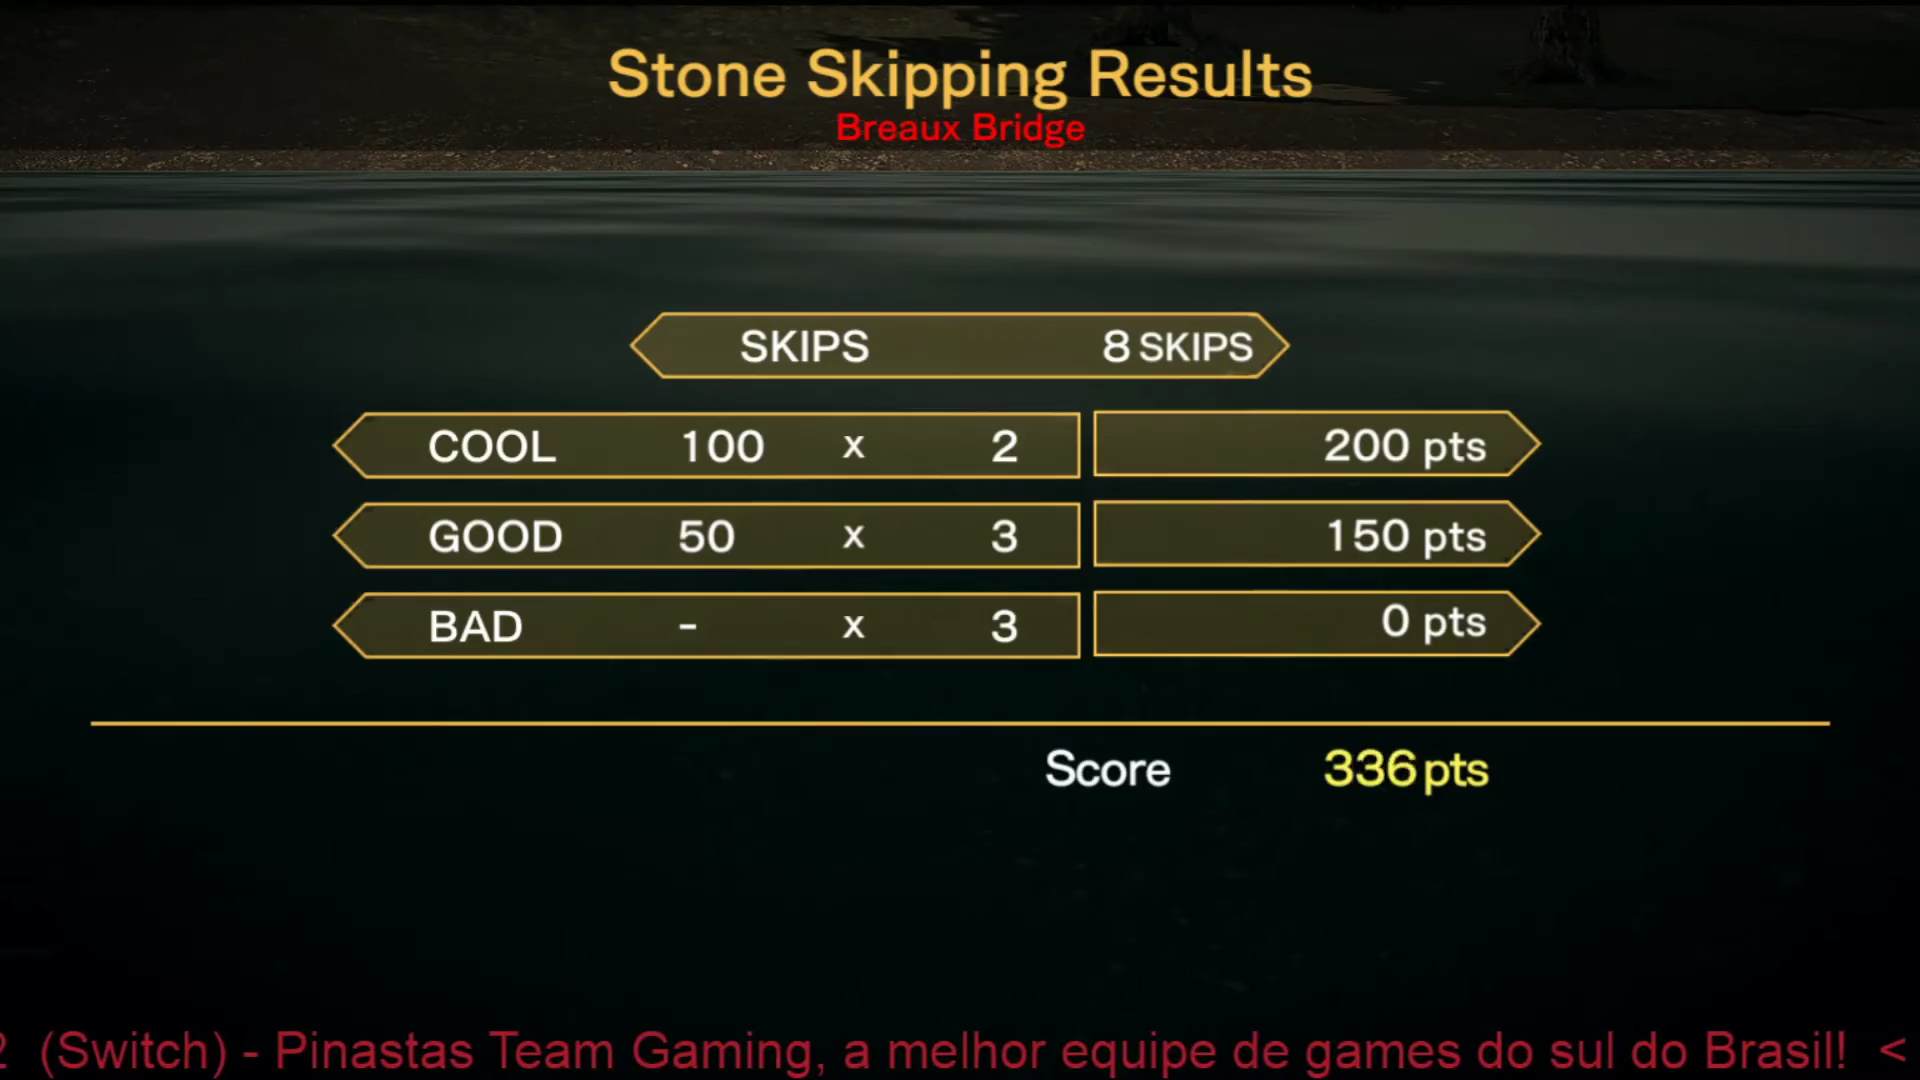 Stone Skipping Results
Breaux Bridge
SKIPS 8 SKIPS
COOL 100 x 2 200 pts
GOOD 50 x 3 150 pts
BAD - x 3 0 pts
Score 336 pts
2 (Switch) - Pinastas Team Gaming, a melhor equipe de games do sul do Brasil! <